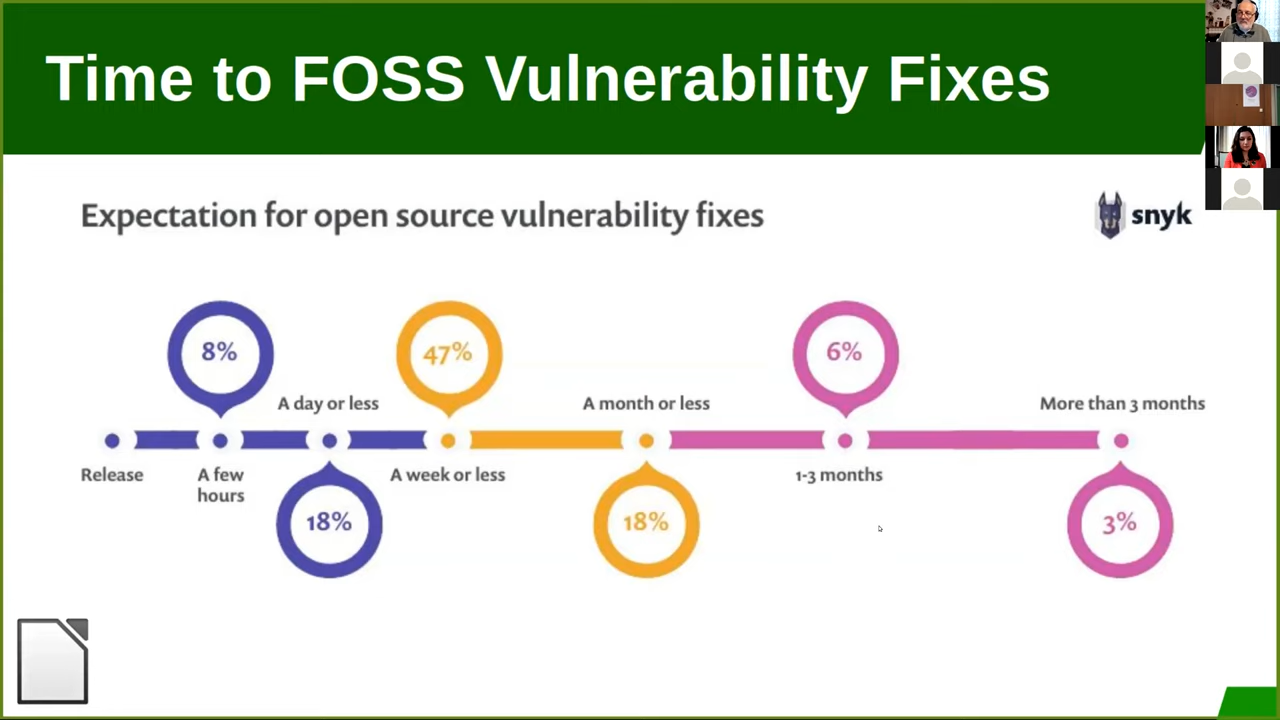 Time to FOSS Vulnerability Fixes
Expectation for open source vulnerability fixes
snyk
8%
47%
6%
A day or less
A month or less
More than 3 months
Release
A few
hours
A week or less
1-3 months
18%
18%
3%